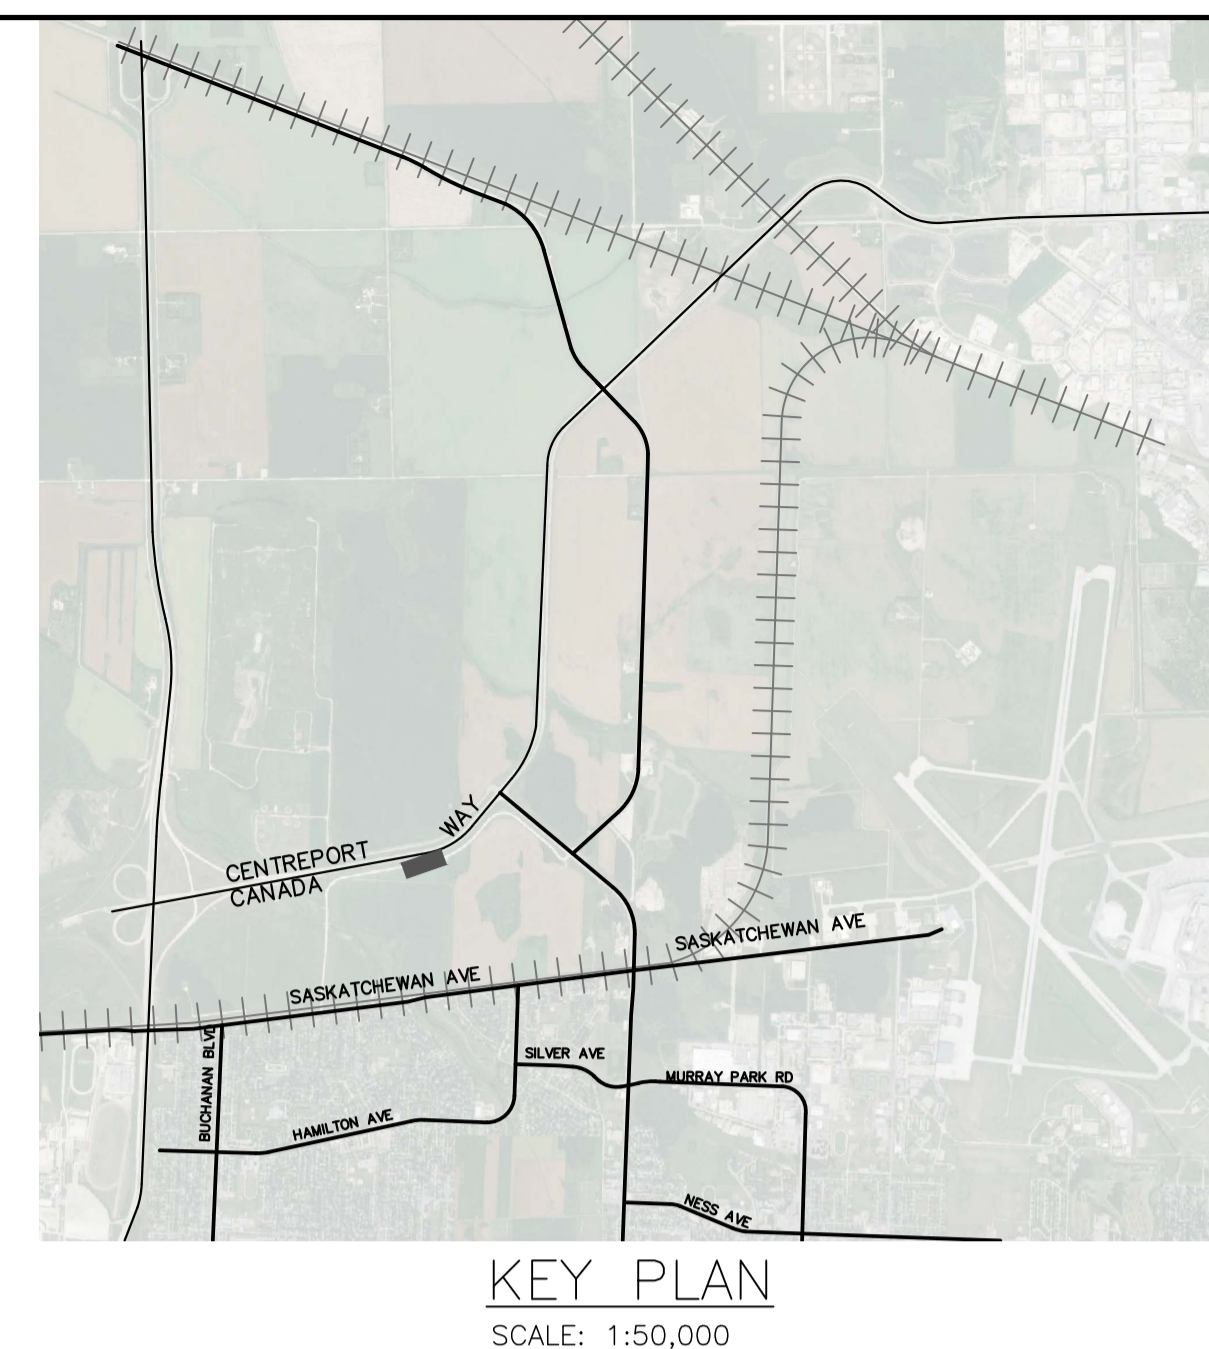 WAY
CENTREPORT
CANADA
SASKATCHEWAN AVE
SASKATCHEWAN AVE
BUCHANAN BLVD
SILVER AVE
MURRAY PARK RD
HAMILTON AVE
NESS AVE
KEY PLAN
SCALE: 1:50,000